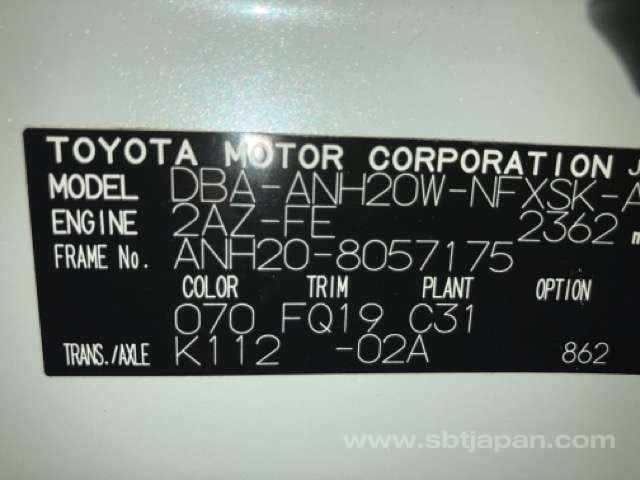 TOYOTA MOTOR CORPORATION J
MODEL DBA-ANH20W-NFXSK-A
ENGINE 2AZ-FE 2362 m
FRAME No. ANH20-8057175
COLOR TRIM PLANT OPTION
070 FQ19 C31
TRANS./AXLE K112 -02A 862
www.sbtjapan.com